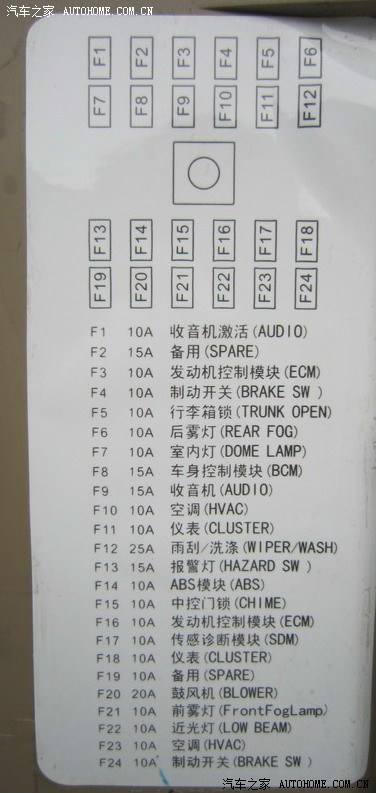 汽车之家 AUTOHOME.COM.CN
F1 F2 F3 F4 F5 F6
F7 F8 F9 F10 F11 F12
F13 F14 F15 F16 F17 F18
F19 F20 F21 F22 F23 F24
F1 10A 收音机激活(AUDIO)
F2 15A 备用(SPARE)
F3 10A 发动机控制模块(ECM)
F4 10A 制动开关(BRAKE SW )
F5 10A 行李箱锁(TRUNK OPEN)
F6 10A 后雾灯(REAR FOG)
F7 10A 室内灯(DOME LAMP)
F8 15A 车身控制模块(BCM)
F9 15A 收音机(AUDIO)
F10 10A 空调(HVAC)
F11 10A 仪表(CLUSTER)
F12 25A 雨刮/洗涤(WIPER/WASH)
F13 15A 报警灯(HAZARD SW )
F14 10A ABS模块(ABS)
F15 10A 中控门锁(CHIME)
F16 10A 发动机控制模块(ECM)
F17 10A 传感诊断模块(SDM)
F18 10A 仪表(CLUSTER)
F19 10A 备用(SPARE)
F20 20A 鼓风机(BLOWER)
F21 10A 前雾灯(FrontFogLamp)
F22 10A 近光灯(LOW BEAM)
F23 10A 空调(HVAC)
F24 10A 制动开关(BRAKE SW )
汽车之家 AUTOHOME.COM.CN